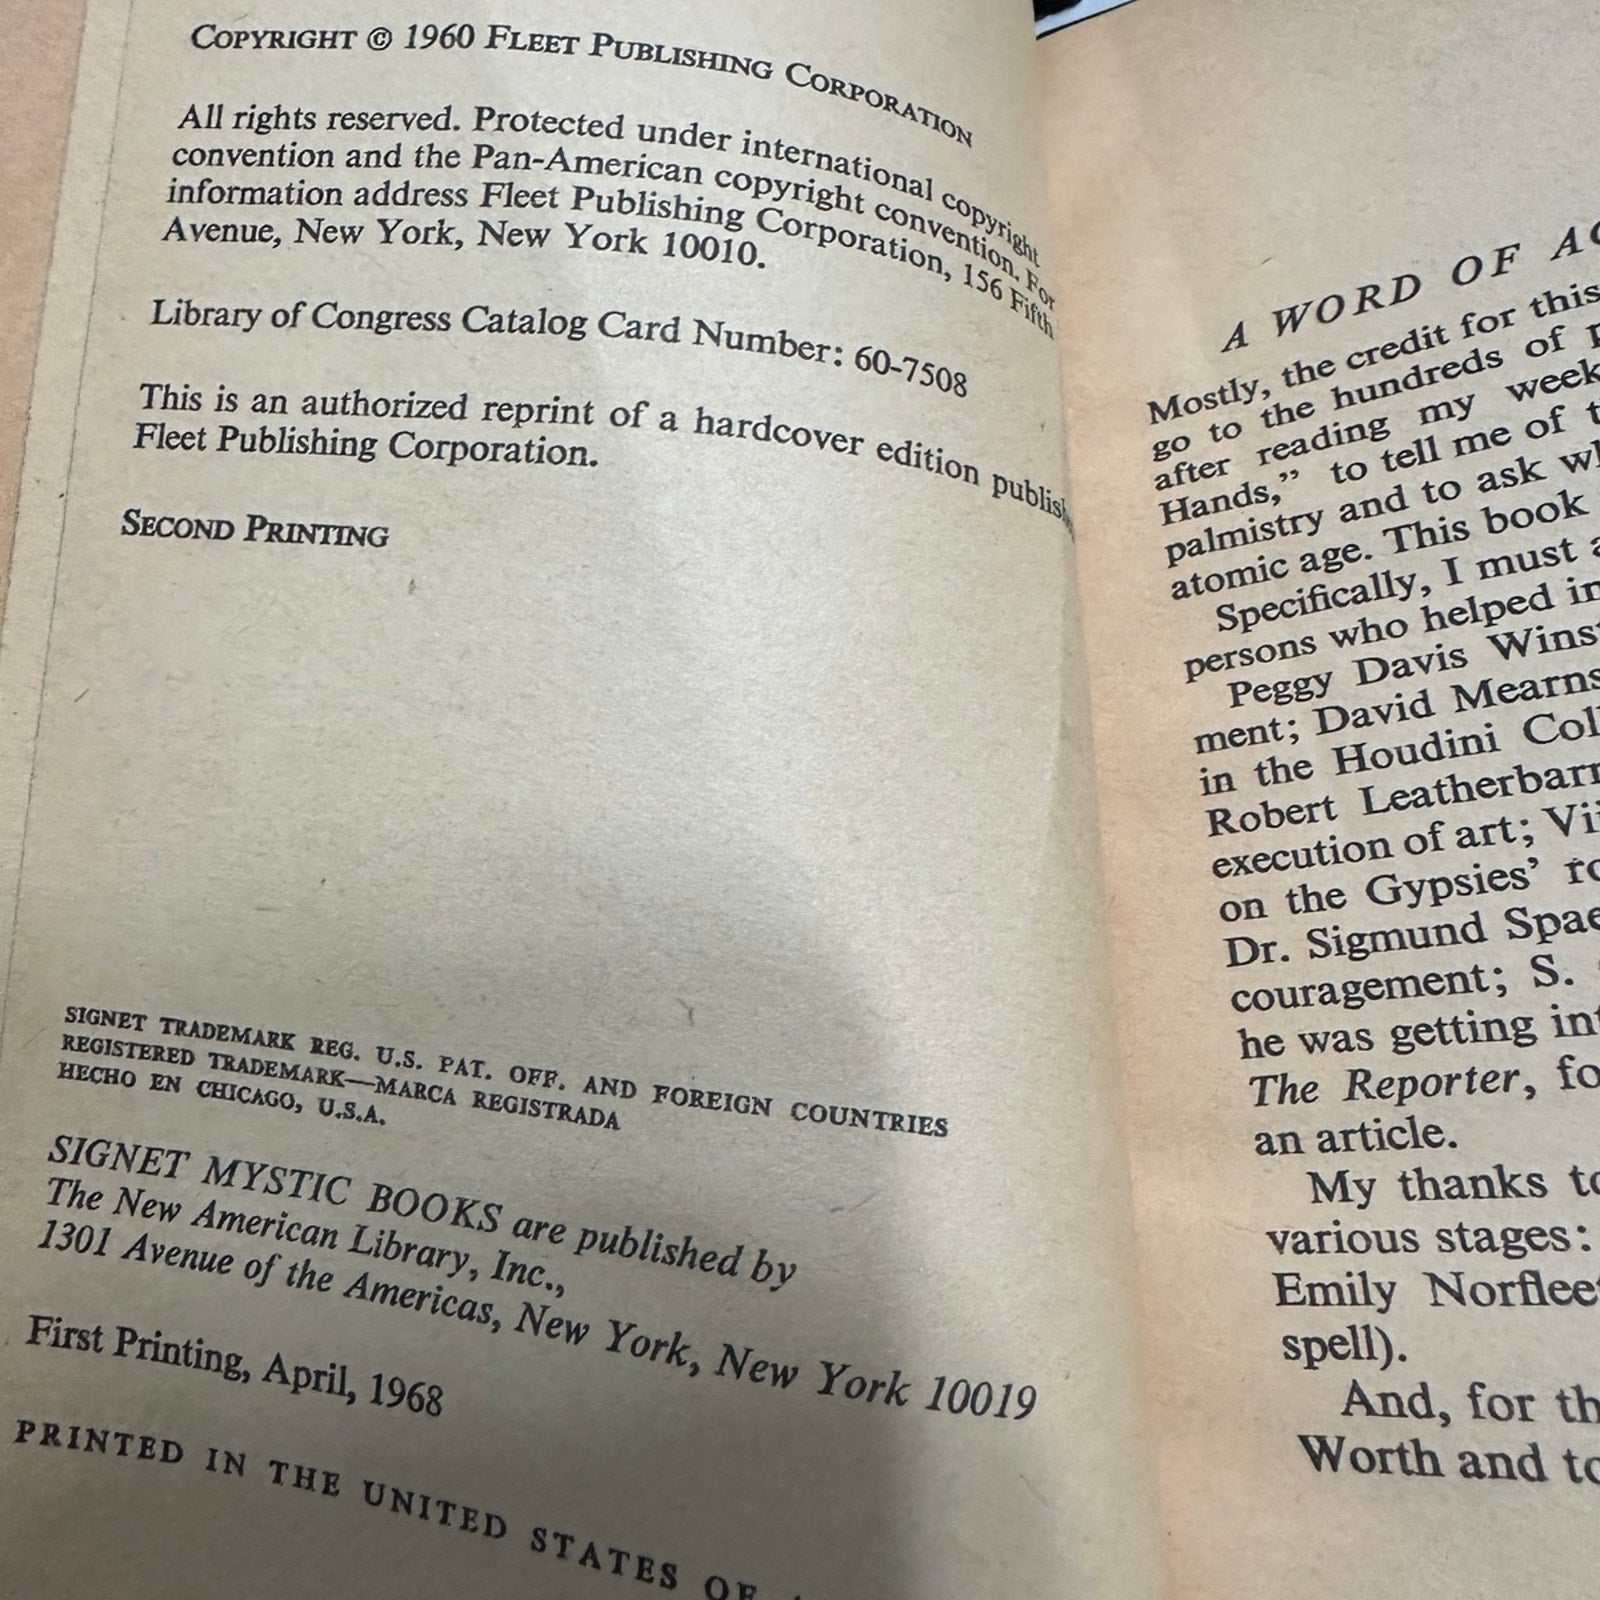 COPYRIGHT © 1960 FLEET PUBLISHING CORPORATION
All rights reserved. Protected under international copyright
convention and the Pan-American copyright convention. For
information address Fleet Publishing Corporation, 156 Fifth
Avenue, New York, New York 10010.
Library of Congress Catalog Card Number: 60-7508
This is an authorized reprint of a hardcover edition
Fleet Publishing Corporation.
SECOND PRINTING
SIGNET TRADEMARK REG. U.S. PAT. OFF. AND FOREIGN COUNTRIES
REGISTERED TRADEMARK—MARCA REGISTRADA
HECHO EN CHICAGO, U.S.A.
SIGNET MYSTIC BOOKS are published by
The New American Library, Inc.,
1301 Avenue of the Americas, New York, New York 10019
First Printing, April, 1968
PRINTED IN THE UNITED STATES OF
A WORD OF
Mostly, the credit for this
go to the hundreds of
after reading my
Hands," to tell me of
palmistry and to ask
atomic age. This book
Specifically, I must
persons who helped
Peggy Davis
ment; David Mearns
in the Houdini
Robert
execution of art;
on the Gypsies'
Dr. Sigmund
couragement; S.
he was getting
The Reporter,
an article.
My thanks
various stages:
Emily
spell).
And, for
Worth and